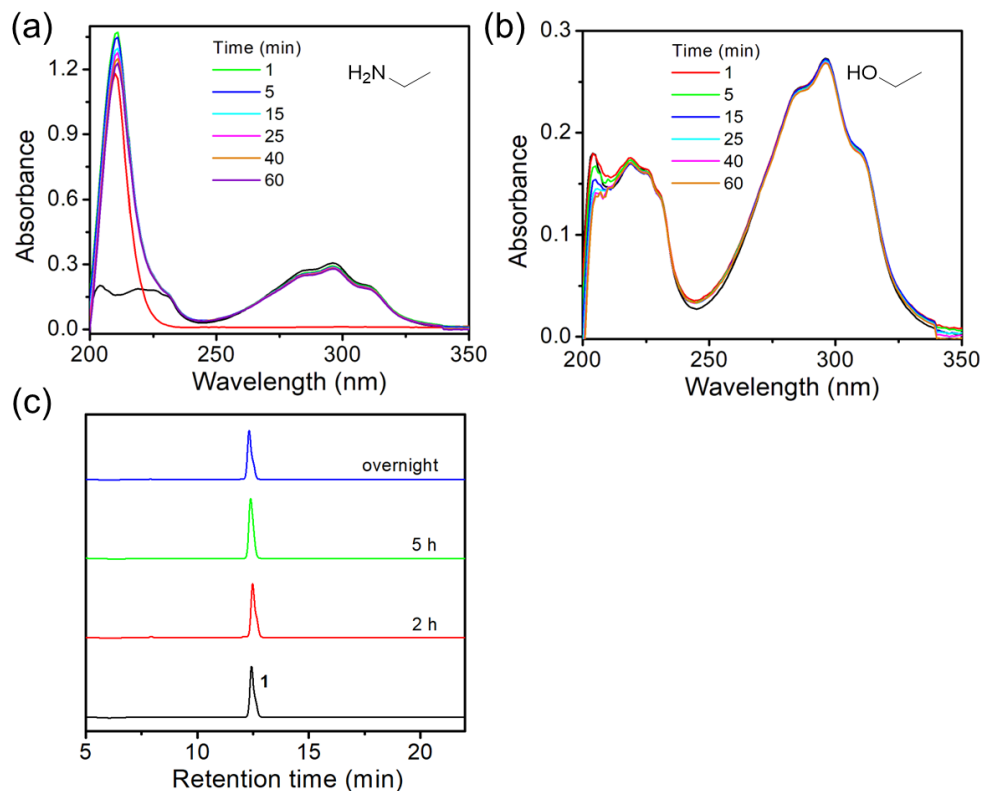 (a)
Absorbance
1.2
0.9
0.6
0.3
0.0
Time (min)
1
5
15
25
40
60
H₂N
200 250 300 350
Wavelength (nm)
(b)
Absorbance
0.3
0.2
0.1
0.0
Time (min)
1
5
15
25
40
60
HO
200 250 300 350
Wavelength (nm)
(c)
overnight
5 h
2 h
1
5 10 15 20
Retention time (min)